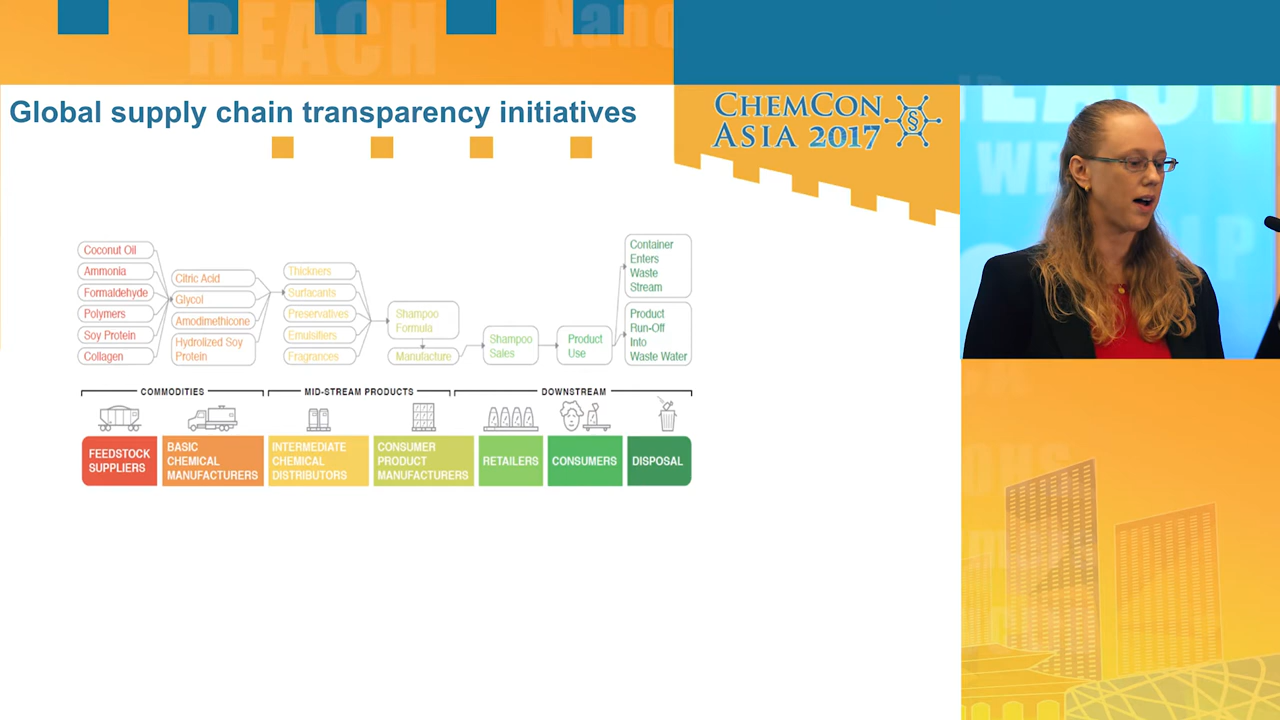 REACH
Nano
Global supply chain transparency initiatives
CHEMCON
ASIA 2017
§
Coconut Oil
Ammonia
Formaldehyde
Polymers
Soy Protein
Collagen
Citric Acid
Glycol
Amodimethicone
Hydrolized Soy
Protein
Thickners
Surfacants
Preservatives
Emulsifiers
Fragrances
Shampoo
Formula
Manufacture
Shampoo
Sales
Product
Use
Container
Enters
Waste
Stream
Product
Run-Off
Into
Waste Water
COMMODITIES
MID-STREAM PRODUCTS
DOWNSTREAM
FEEDSTOCK
SUPPLIERS
BASIC
CHEMICAL
MANUFACTURERS
INTERMEDIATE
CHEMICAL
DISTRIBUTORS
CONSUMER
PRODUCT
MANUFACTURERS
RETAILERS
CONSUMERS
DISPOSAL